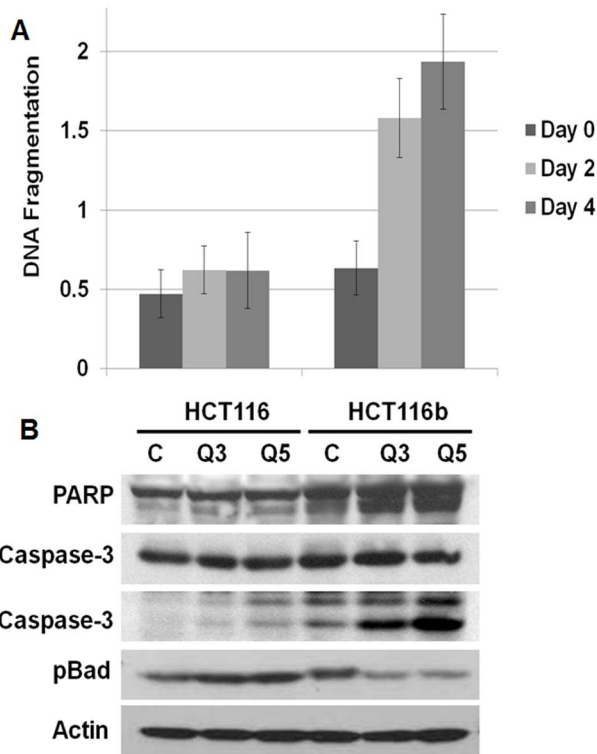 A
DNA Fragmentation
2
1.5
1
0.5
0
Day 0
Day 2
Day 4
B
HCT116 HCT116b
C Q3 Q5 C Q3 Q5
PARP
Caspase-3
Caspase-3
pBad
Actin